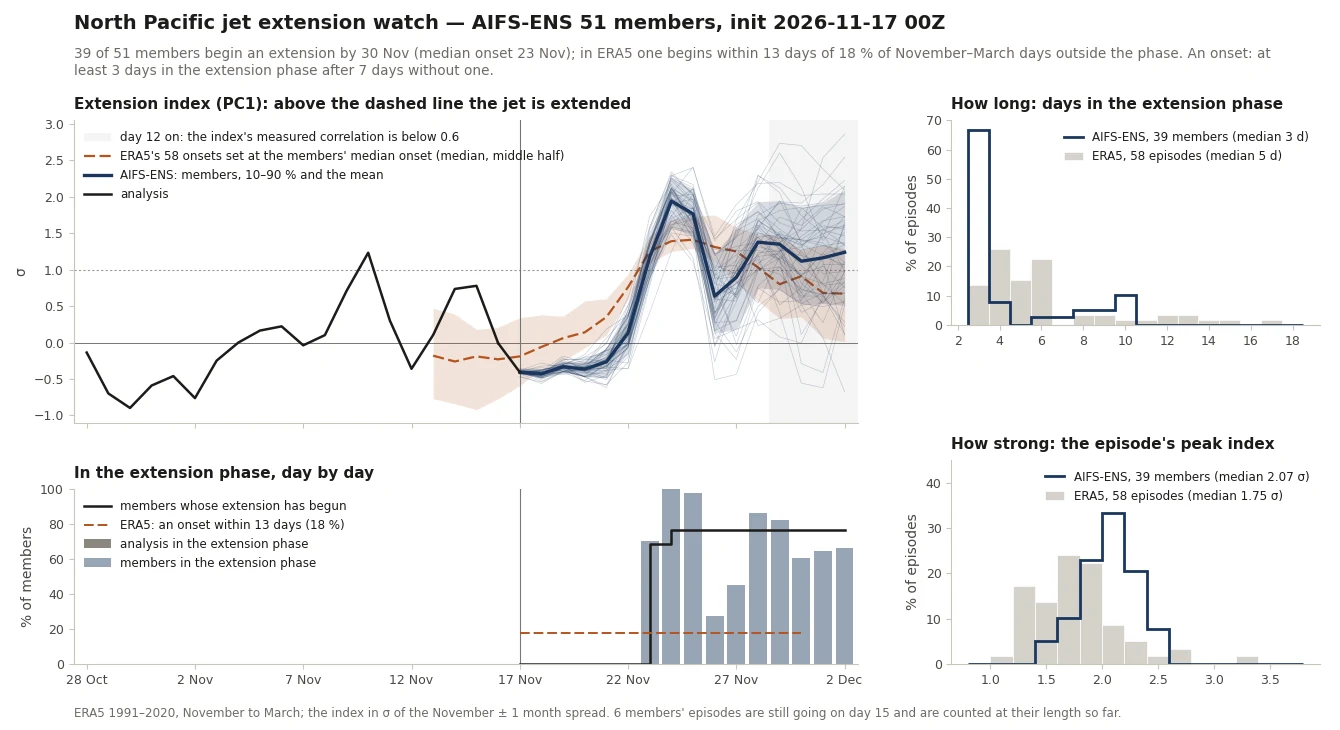 North Pacific jet extension watch — AIFS-ENS 51 members, init 2026-11-17 00Z
39 of 51 members begin an extension by 30 Nov (median onset 23 Nov); in ERA5 one begins within 13 days of 18 % of November–March days outside the phase. An onset: at
least 3 days in the extension phase after 7 days without one.
Extension index (PC1): above the dashed line the jet is extended
3.0
2.5
2.0
1.5
1.0
0.5
0.0
−0.5
−1.0
σ
day 12 on: the index's measured correlation is below 0.6
ERA5's 58 onsets set at the members' median onset (median, middle half)
AIFS-ENS: members, 10–90 % and the mean
analysis
How long: days in the extension phase
70
60
50
40
30
20
10
0
% of episodes
AIFS-ENS, 39 members (median 3 d)
ERA5, 58 episodes (median 5 d)
2 4 6 8 10 12 14 16 18
In the extension phase, day by day
100
80
60
40
20
0
% of members
members whose extension has begun
ERA5: an onset within 13 days (18 %)
analysis in the extension phase
members in the extension phase
28 Oct 2 Nov 7 Nov 12 Nov 17 Nov 22 Nov 27 Nov 2 Dec
How strong: the episode's peak index
40
30
20
10
0
% of episodes
AIFS-ENS, 39 members (median 2.07 σ)
ERA5, 58 episodes (median 1.75 σ)
1.0 1.5 2.0 2.5 3.0 3.5
ERA5 1991–2020, November to March; the index in σ of the November ± 1 month spread. 6 members' episodes are still going on day 15 and are counted at their length so far.